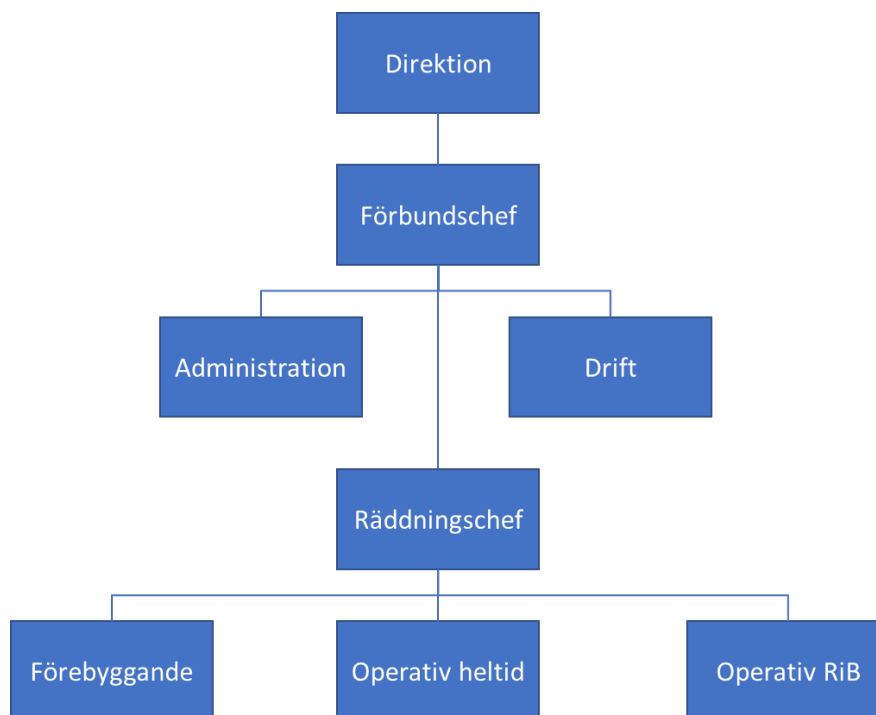 Direktion
Förbundschef
Administration
Drift
Räddningschef
Förebyggande
Operativ heltid
Operativ RiB